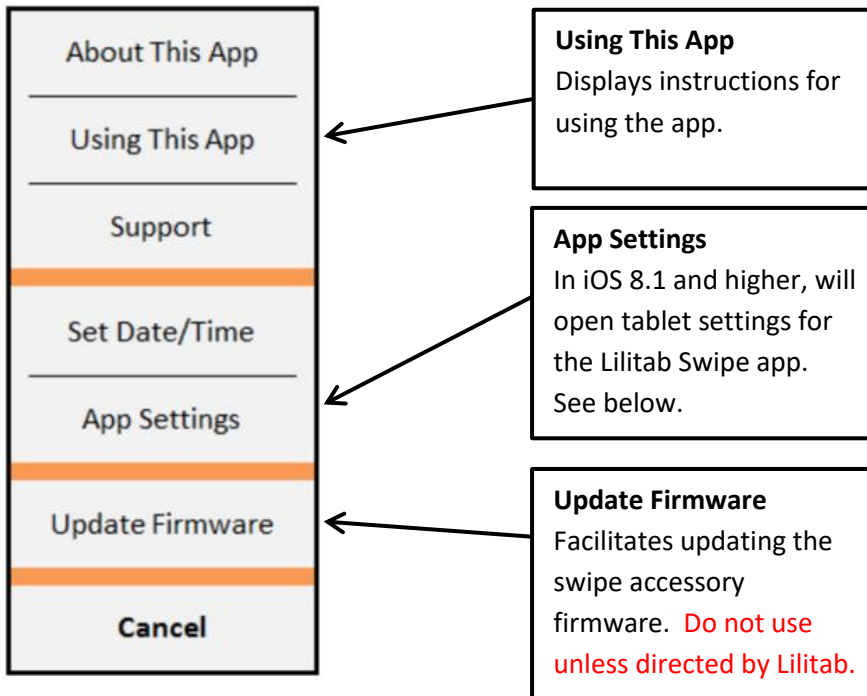 About This App
Using This App
Support
Set Date/Time
App Settings
Update Firmware
Cancel
Using This App
Displays instructions for
using the app.
App Settings
In iOS 8.1 and higher, will
open tablet settings for
the Lilitab Swipe app.
See below.
Update Firmware
Facilitates updating the
swipe accessory
firmware. Do not use
unless directed by Lilitab.